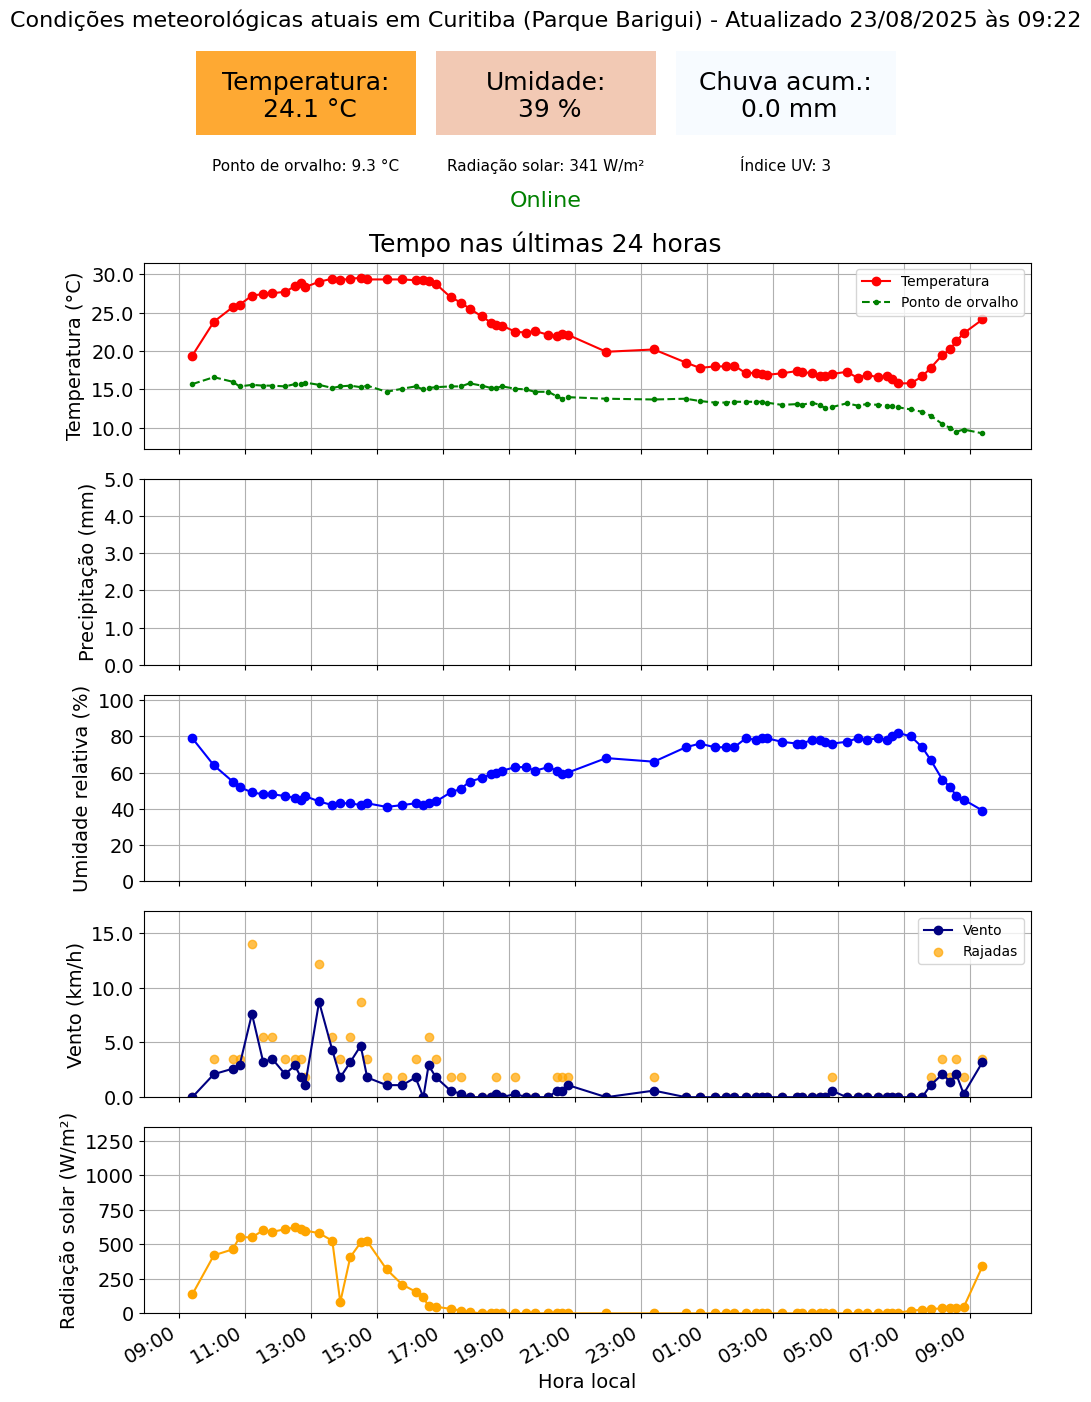 Condições meteorológicas atuais em Curitiba (Parque Barigui) - Atualizado 23/08/2025 às 09:22
Temperatura:
24.1 °C
Umidade:
39 %
Chuva acum.:
0.0 mm
Ponto de orvalho: 9.3 °C
Radiação solar: 341 W/m²
Índice UV: 3
Online
Tempo nas últimas 24 horas
Temperatura (°C)
30.0
25.0
20.0
15.0
10.0
Temperatura
Ponto de orvalho
Precipitação (mm)
5.0
4.0
3.0
2.0
1.0
0.0
Umidade relativa (%)
100
80
60
40
20
0
Vento (km/h)
15.0
10.0
5.0
0.0
Vento
Rajadas
Radiação solar (W/m²)
1250
1000
750
500
250
0
09:00
11:00
13:00
15:00
17:00
19:00
21:00
23:00
01:00
03:00
05:00
07:00
09:00
Hora local